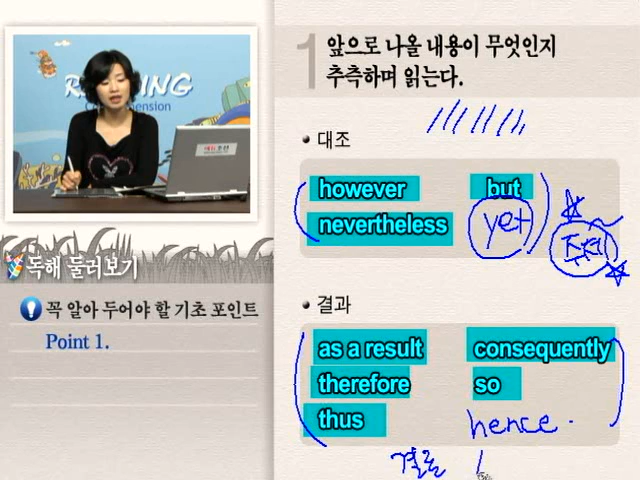 READING
Comprehension
독해 둘러보기
꼭 알아 두어야 할 기초 포인트
Point 1.
1 앞으로 나올 내용이 무엇인지
추측하며 읽는다.
대조
however but
nevertheless yet
주제
결과
as a result consequently
therefore so
thus hence.
결론